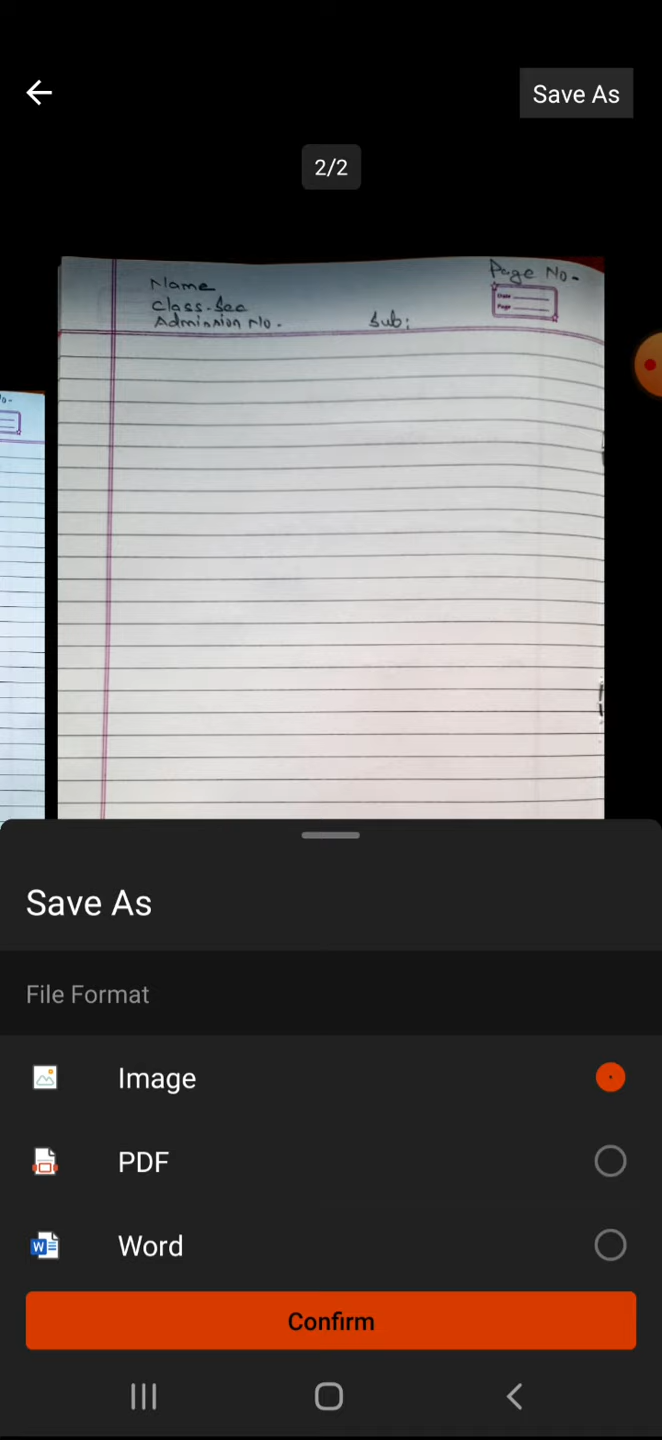 Save As
2/2
Page No-
Name
Class-Sec
Admission No.
Sub:
Save As
File Format
Image
PDF
W
Word
Confirm